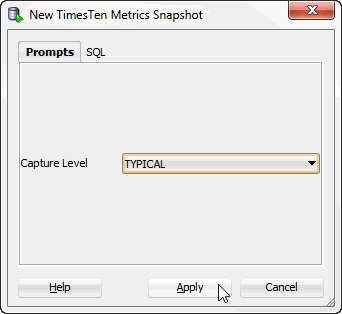 New TimesTen Metrics Snapshot
Prompts SQL
Capture Level TYPICAL
Help Apply Cancel